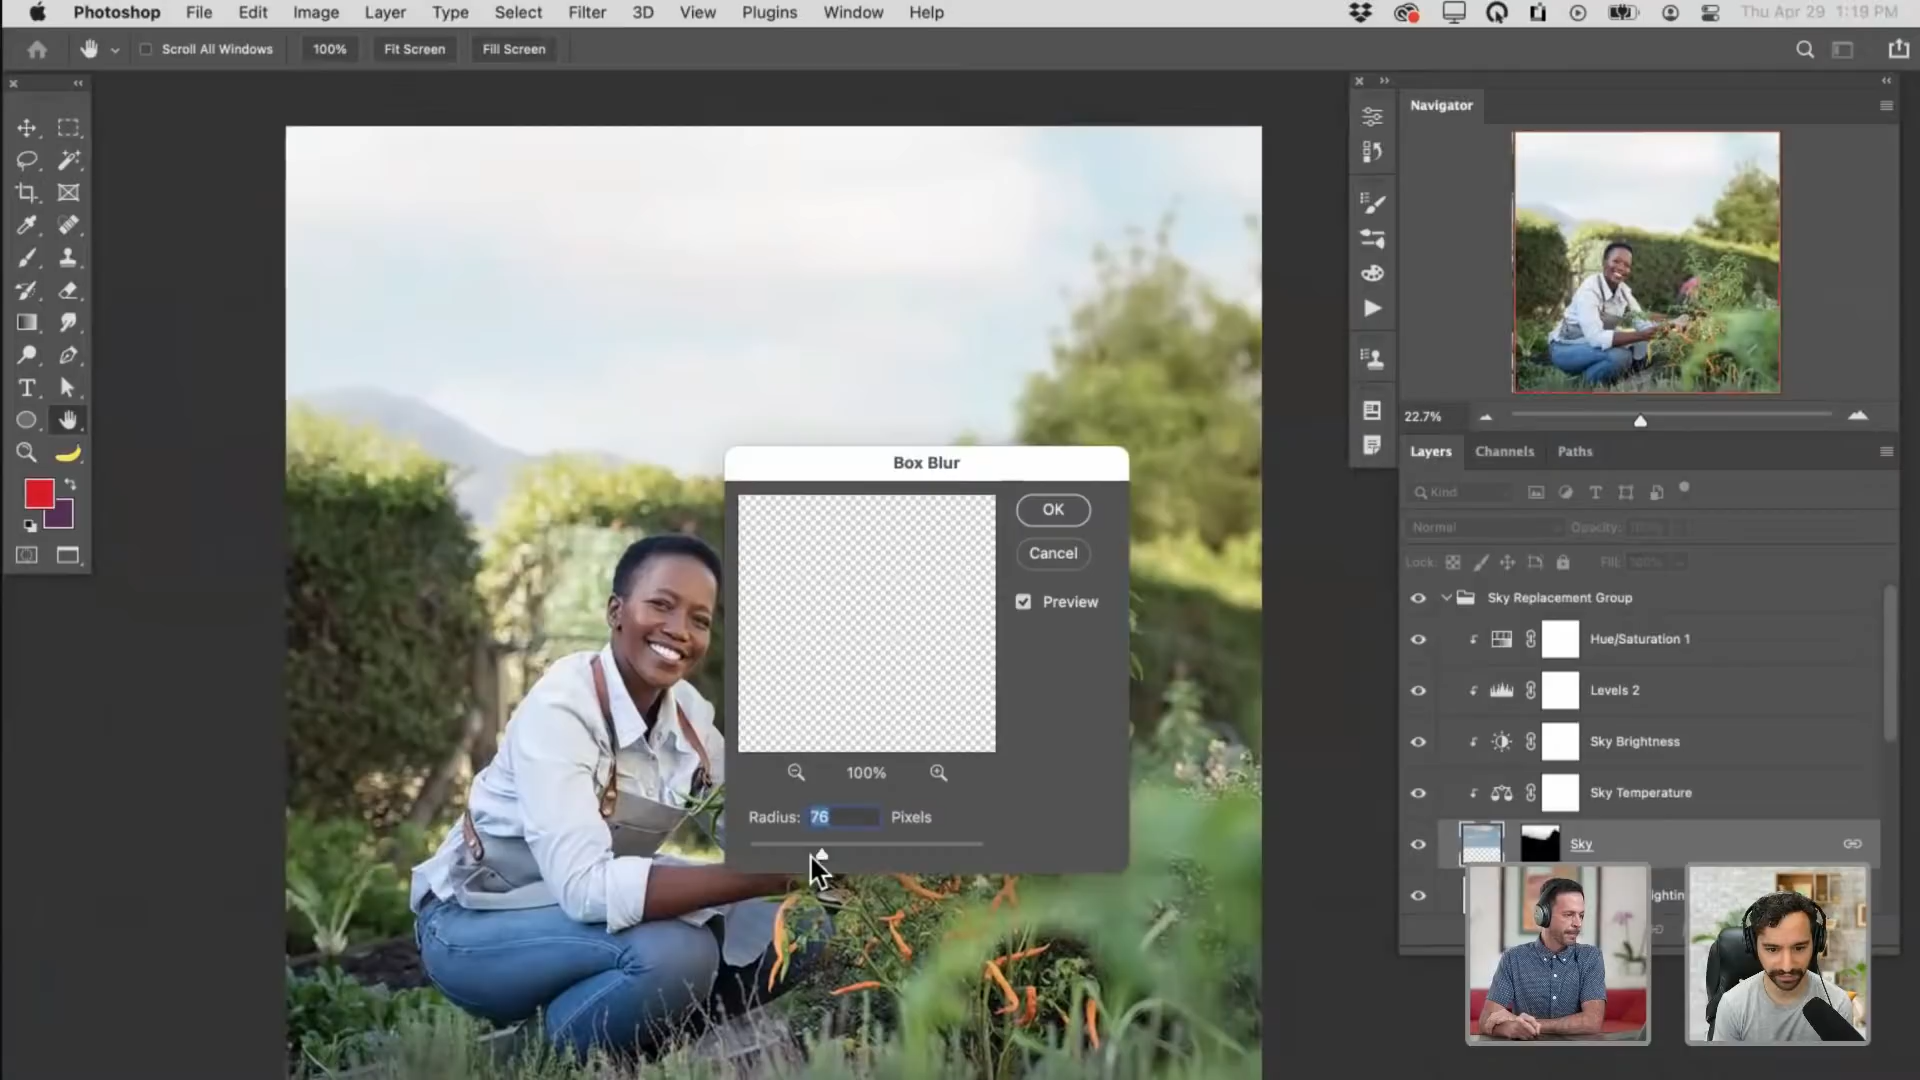 Photoshop File Edit Image Layer Type Select Filter 3D View Plugins Window Help Thu Apr 29 1:19 PM
Scroll All Windows 100% Fit Screen Fill Screen
Navigator
22.7%
Layers Channels Paths
Kind
Normal Opacity: 100%
Lock: Fill: 100%
Sky Replacement Group
Hue/Saturation 1
Levels 2
Sky Brightness
Sky Temperature
Sky
Box Blur
OK
Cancel
Preview
100%
Radius: 76 Pixels